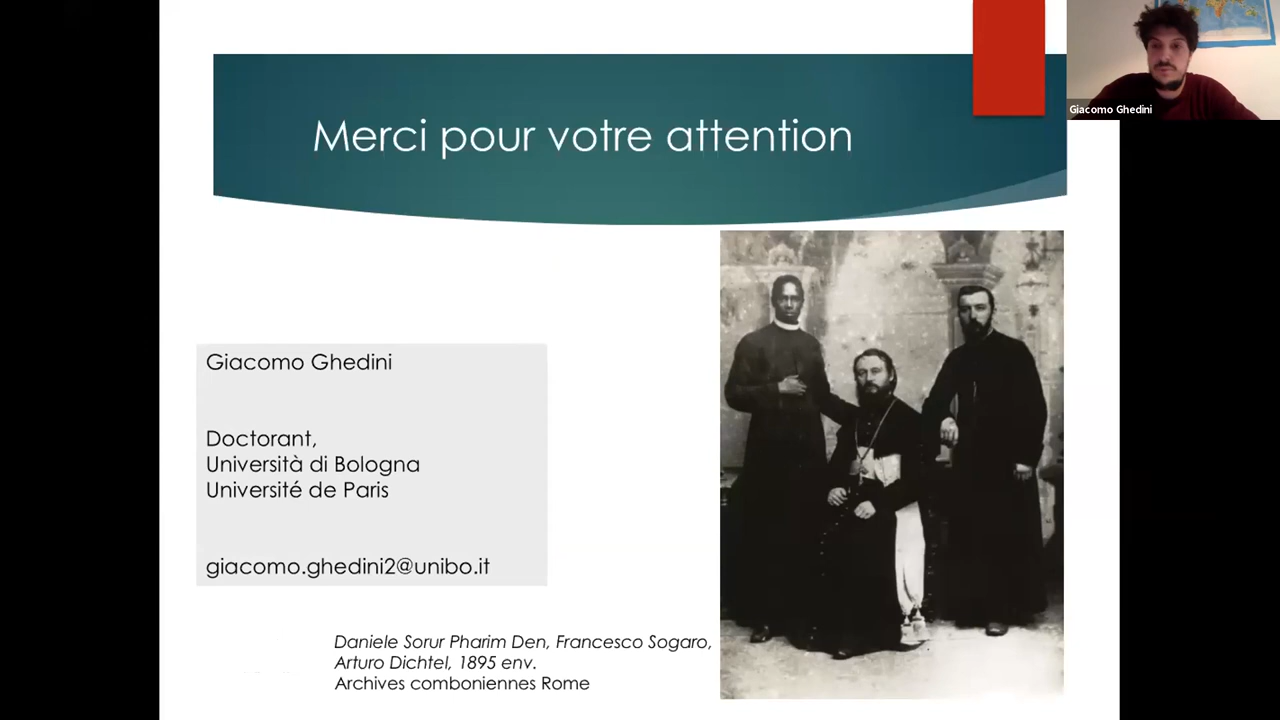 Merci pour votre attention
Giacomo Ghedini
Giacomo Ghedini
Doctorant,
Università di Bologna
Université de Paris
giacomo.ghedini2@unibo.it
Daniele Sorur Pharim Den, Francesco Sogaro,
Arturo Dichtel, 1895 env.
Archives comboniennes Rome